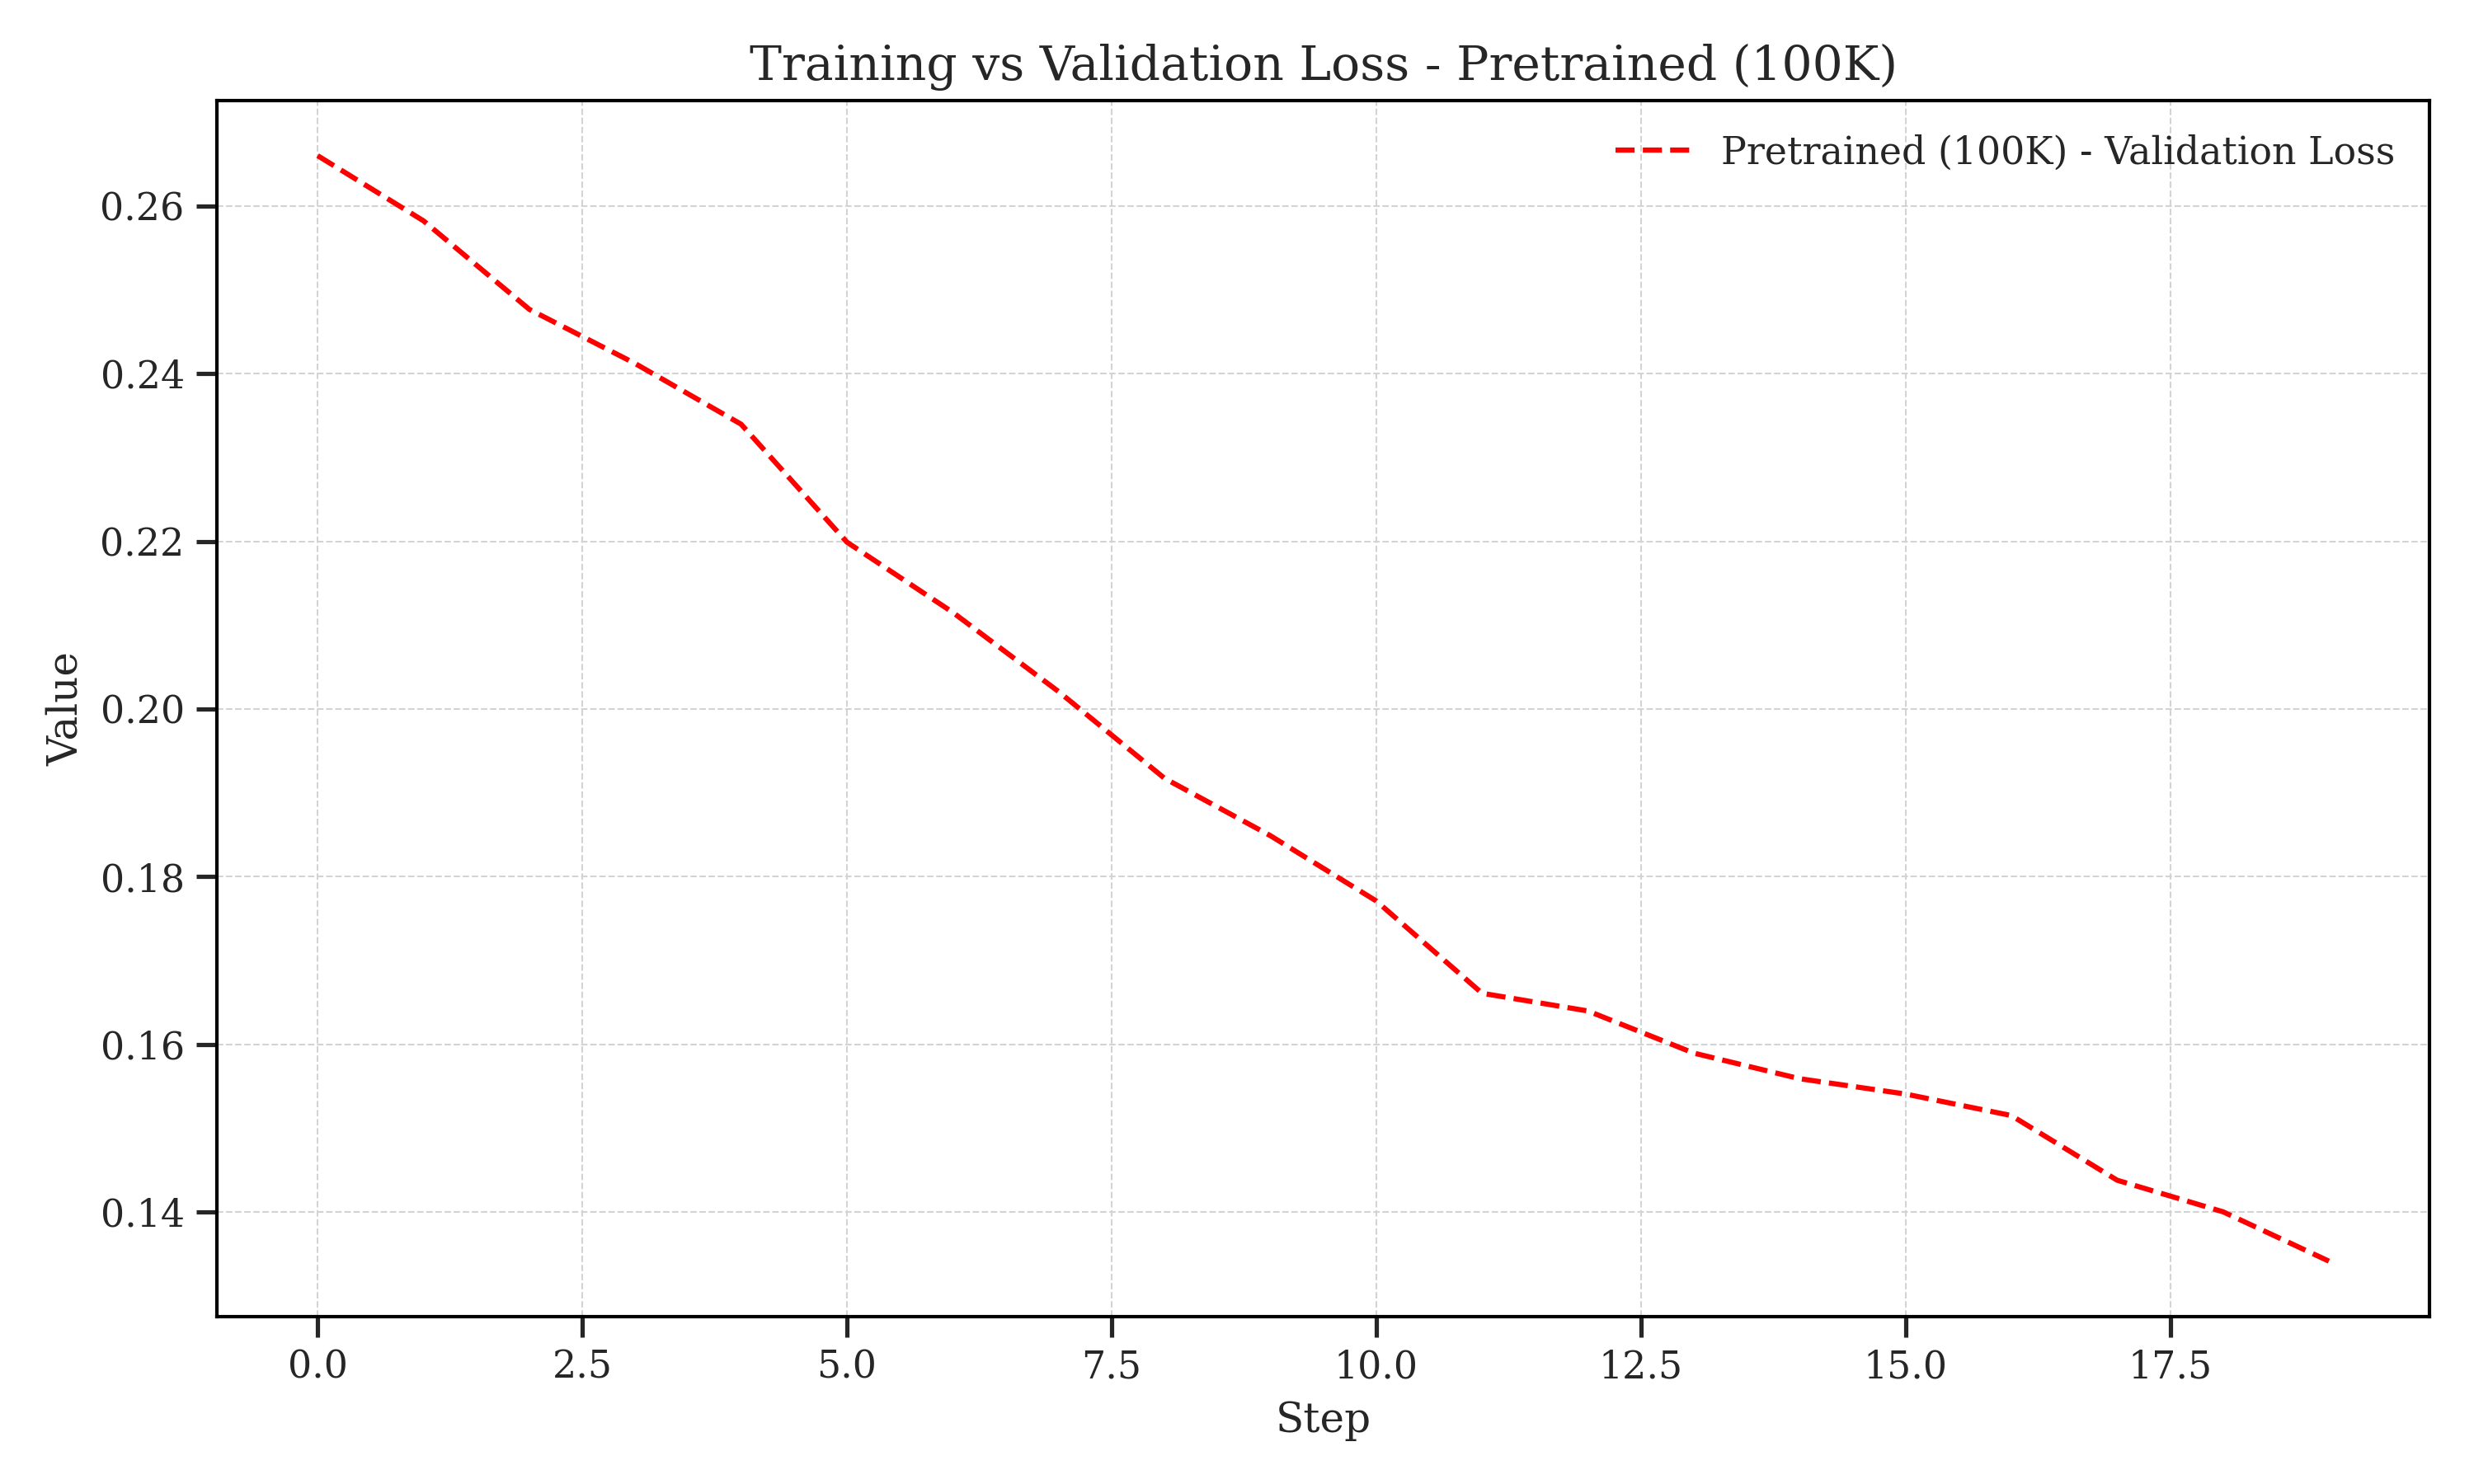 Training vs Validation Loss - Pretrained (100K)
Pretrained (100K) - Validation Loss
0.26
0.24
0.22
0.20
0.18
0.16
0.14
Value
0.0 2.5 5.0 7.5 10.0 12.5 15.0 17.5
Step